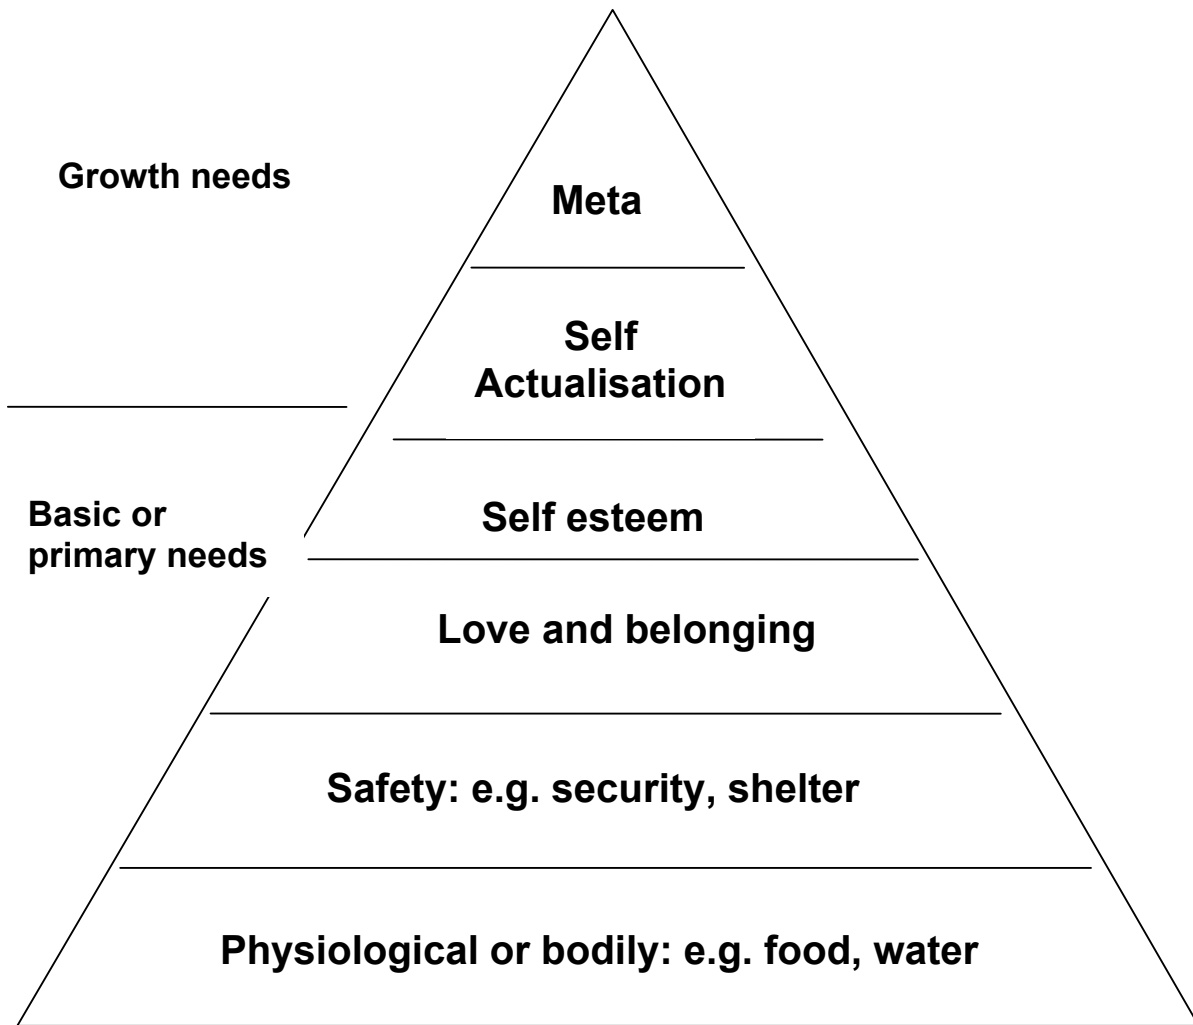 Growth needs
Meta
Self
Actualisation
Basic or
primary needs
Self esteem
Love and belonging
Safety: e.g. security, shelter
Physiological or bodily: e.g. food, water